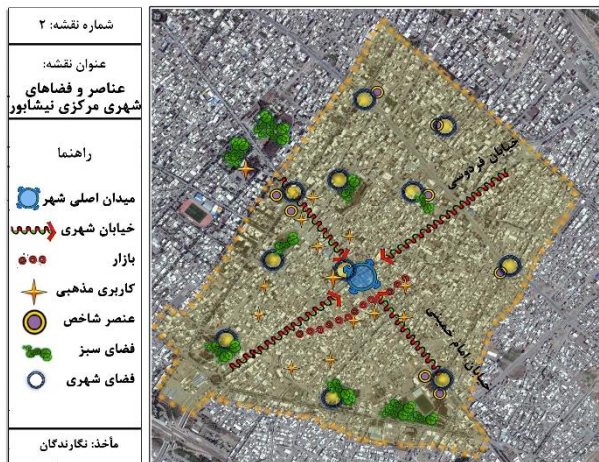 شماره نقشه: ۲
عنوان نقشه:
عناصر و فضاهای
شهری مرکزی نیشابور
راهنما
میدان اصلی شهر
خیابان شهری
بازار
کاربری مذهبی
عنصر شاخص
فضای سبز
فضای شهری
مأخذ: نگارندگان
خیابان فردوسی
خیابان امام خمینی